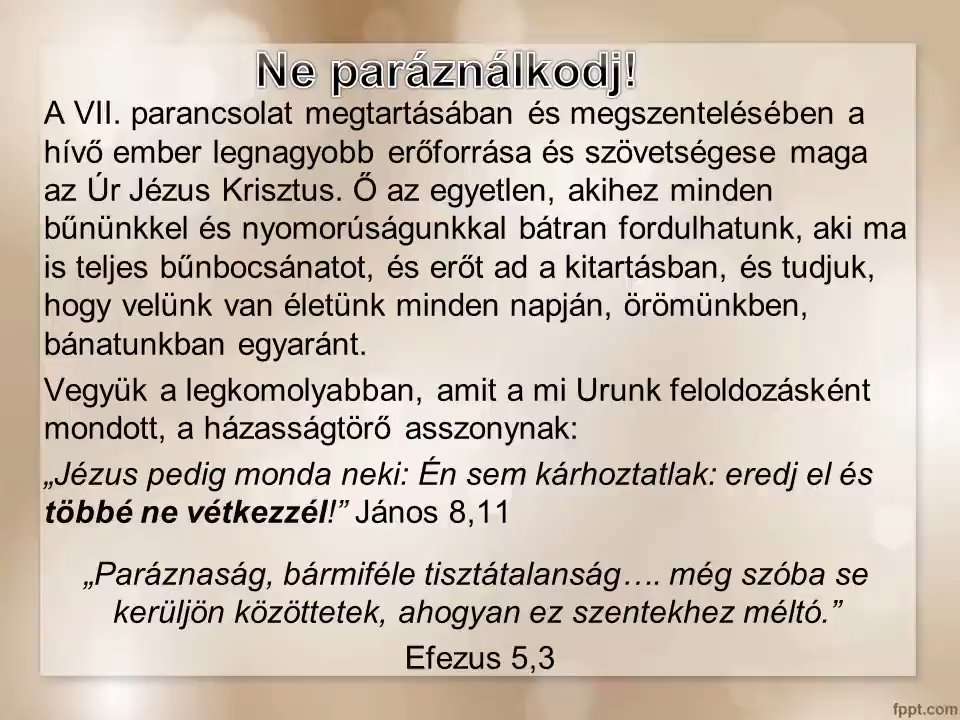 Ne paráználkodj!
A VII. parancsolat megtartásában és megszentelésében a
hívő ember legnagyobb erőforrása és szövetségese maga
az Úr Jézus Krisztus. Ő az egyetlen, akihez minden
bűnünkkel és nyomorúságunkkal bátran fordulhatunk, aki ma
is teljes bűnbocsánatot, és erőt ad a kitartásban, és tudjuk,
hogy velünk van életünk minden napján, örömünkben,
bánatunkban egyaránt.
Vegyük a legkomolyabban, amit a mi Urunk feloldozásként
mondott, a házasságtörő asszonynak:
„Jézus pedig monda neki: Én sem kárhoztatlak: eredj el és
többé ne vétkezzél!” János 8,11
„Paráznaság, bármiféle tisztátalanság…. még szóba se
kerüljön közöttetek, ahogyan ez szentekhez méltó.”
Efezus 5,3
fppt.com